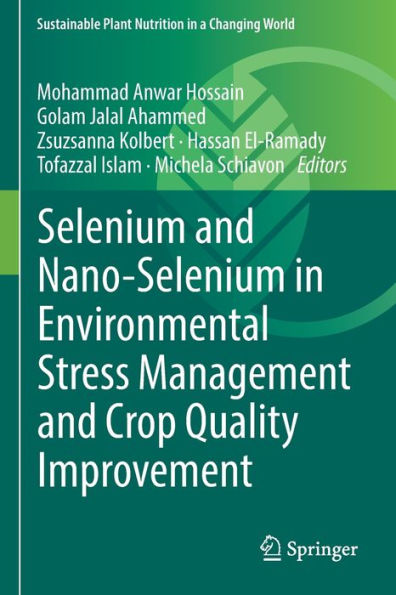 Sustainable Plant Nutrition in a Changing World
Mohammad Anwar Hossain
Golam Jalal Ahammed
Zsuzsanna Kolbert · Hassan El-Ramady
Tofazzal Islam · Michela Schiavon Editors
Selenium and
Nano-Selenium in
Environmental
Stress Management
and Crop Quality
Improvement
Springer